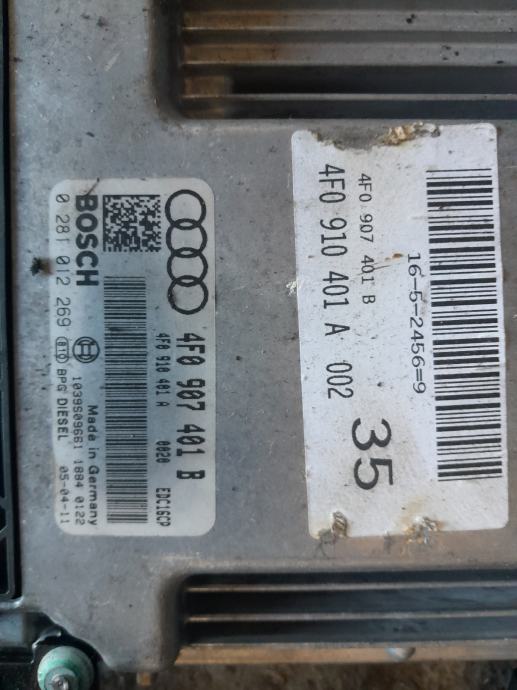 4F0 907 401 B
4F0 910 401 A   0020   EDC16CP
BOSCH
0 281 012 269
BPG DIESEL
Made in Germany
1039S09661 1884 0122
05-04-11
16-5-2456=9
4F0 907 401 B
4F0 910 401 A 002
35